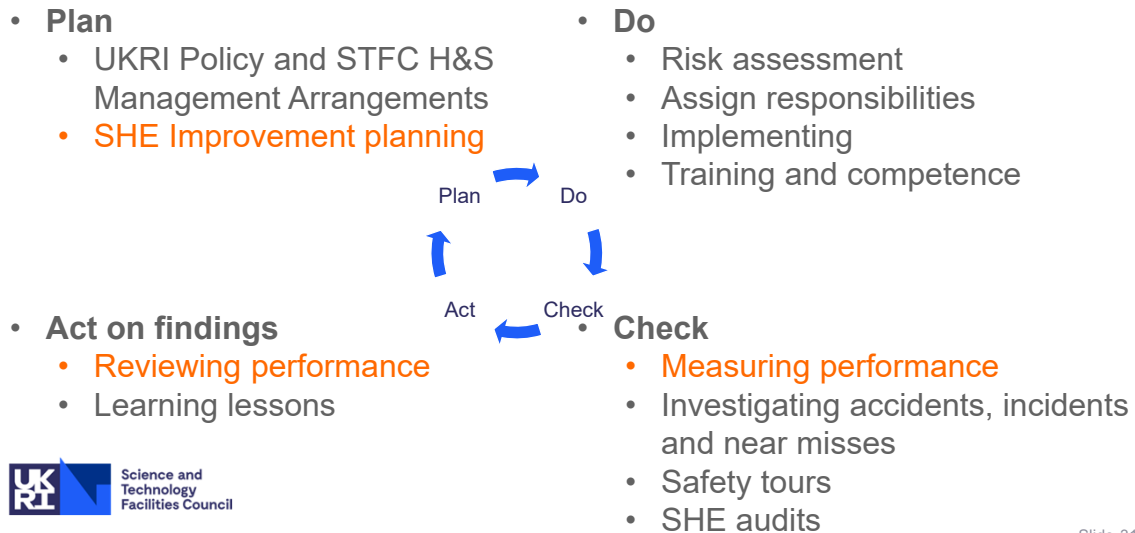 • Plan
• UKRI Policy and STFC H&S
Management Arrangements
• SHE Improvement planning
• Do
• Risk assessment
• Assign responsibilities
• Implementing
• Training and competence
Plan
Do
Act
Check
• Act on findings
• Reviewing performance
• Learning lessons
• Check
• Measuring performance
• Investigating accidents, incidents
and near misses
• Safety tours
• SHE audits
UK
RI
Science and
Technology
Facilities Council